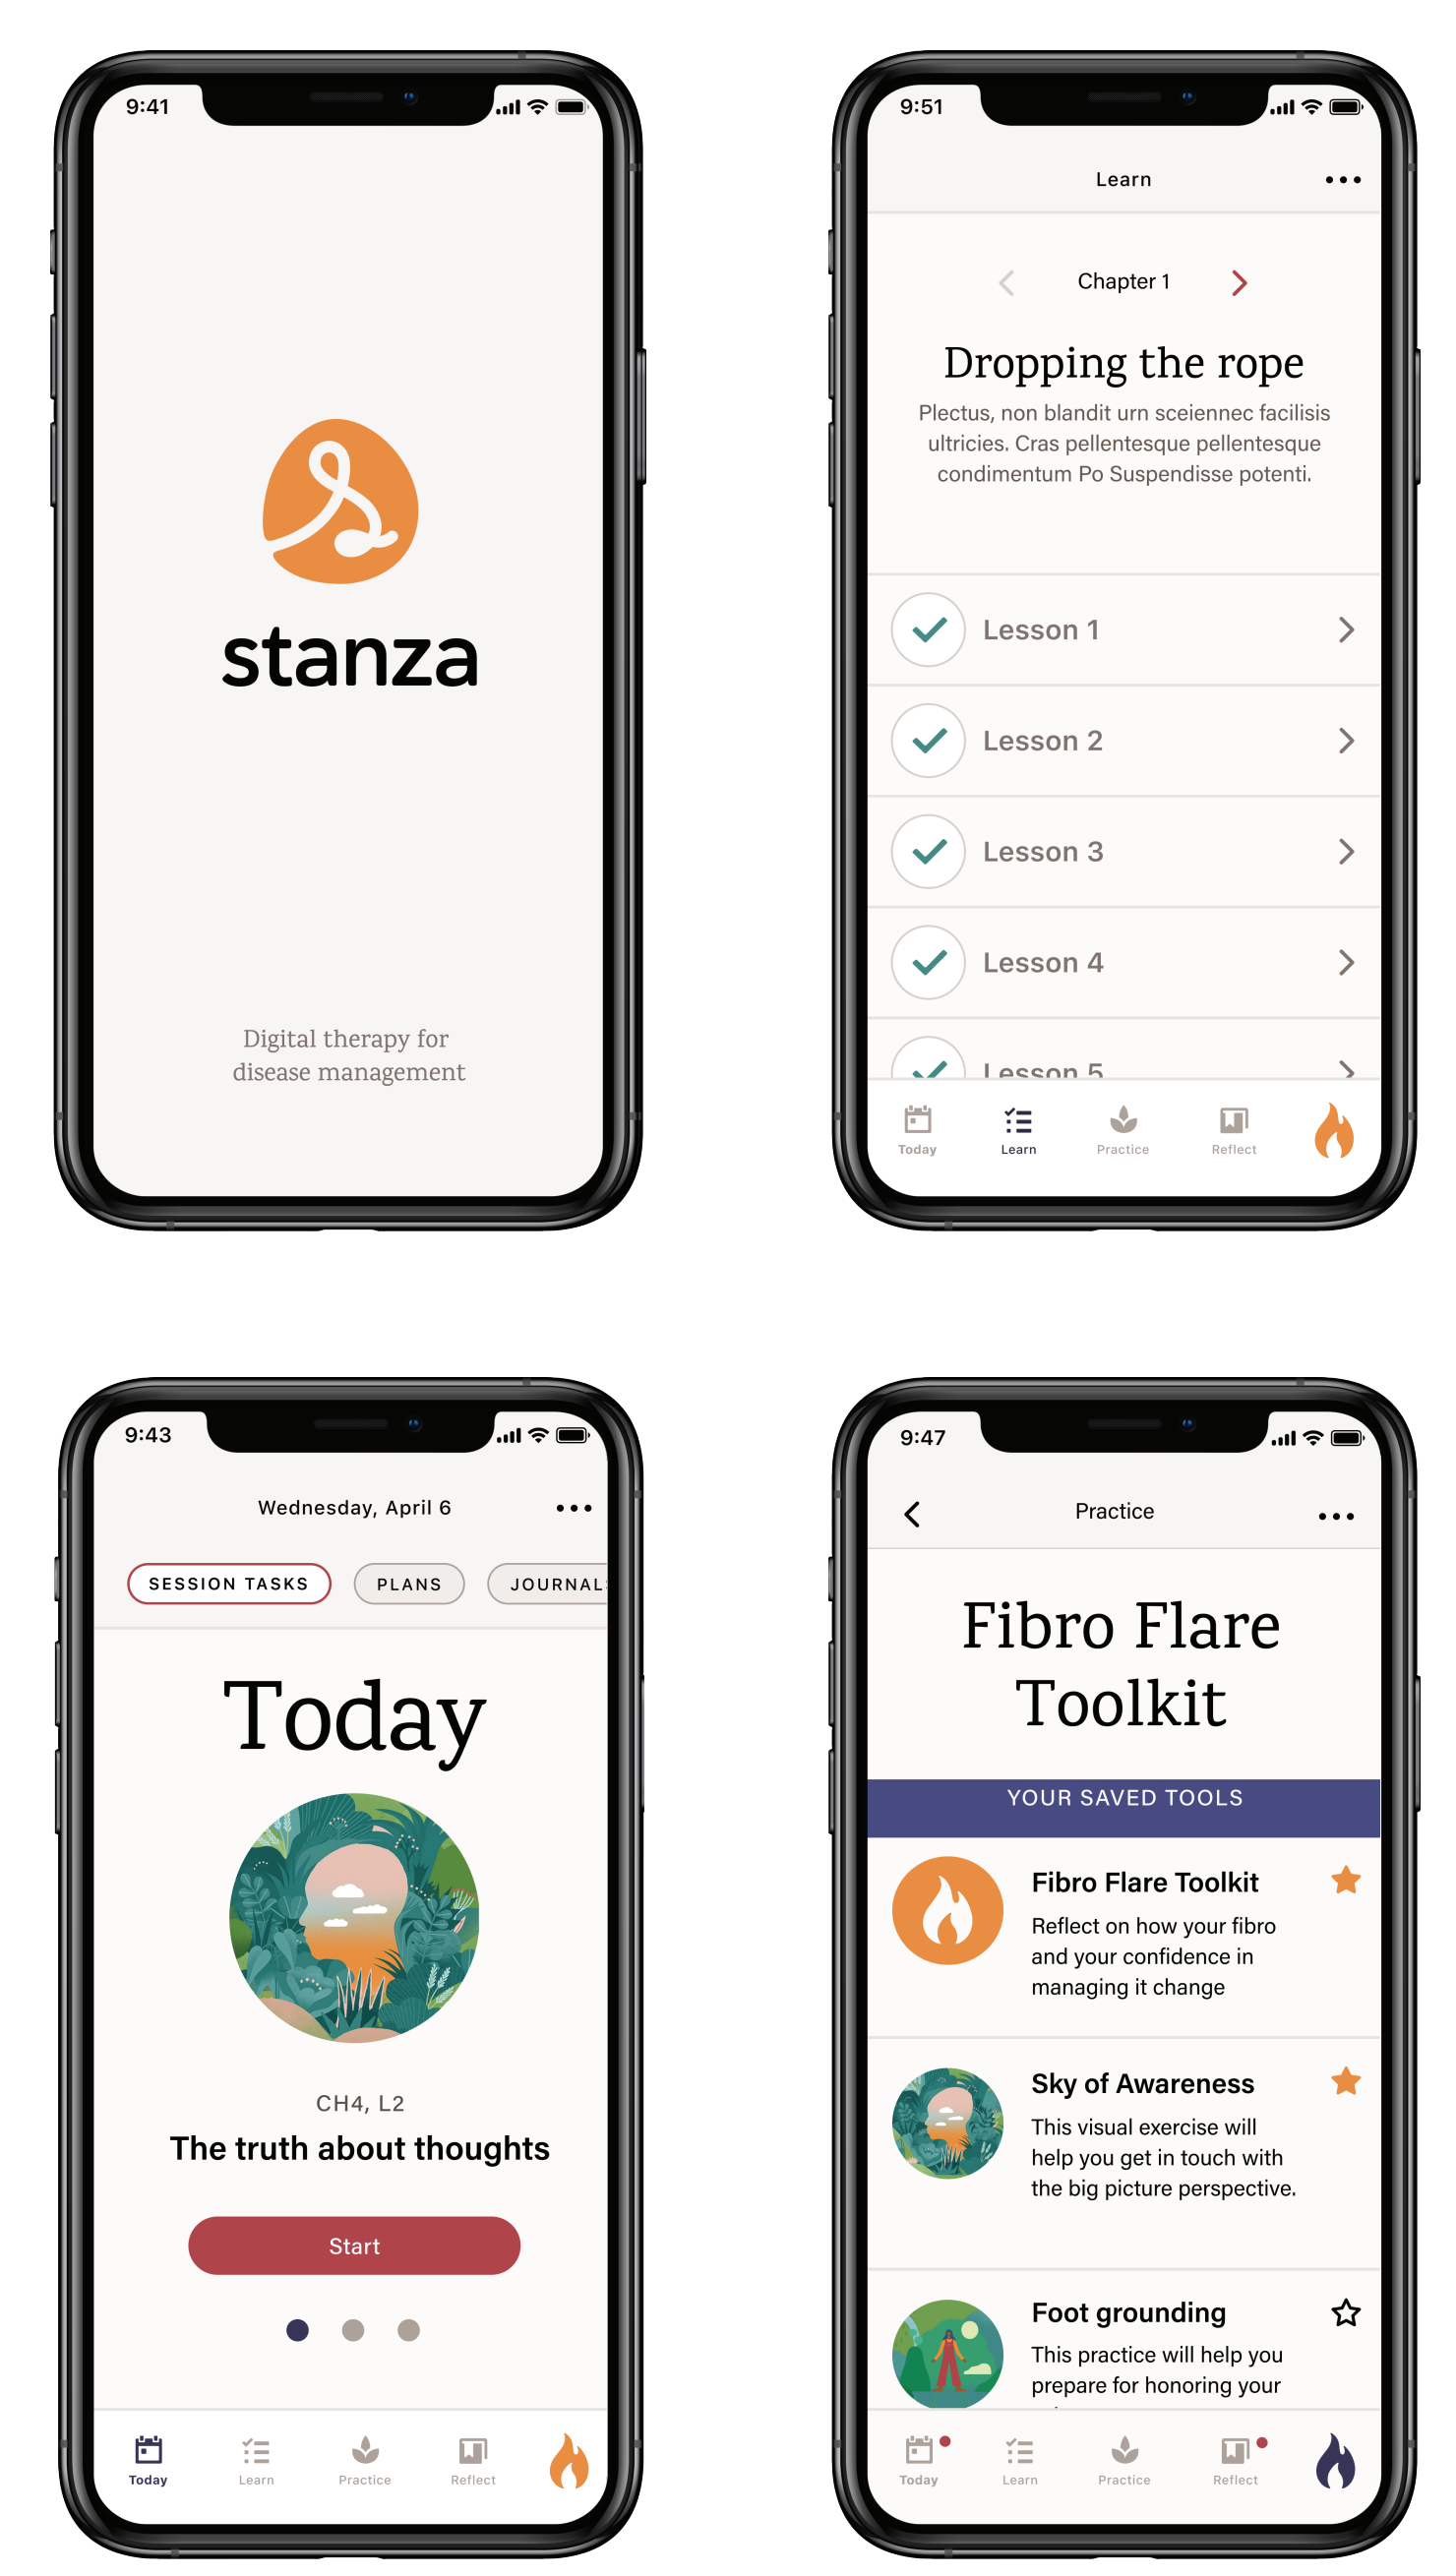 9:41
stanza
Digital therapy for
disease management
9:51
Learn
Chapter 1
Dropping the rope
Plectus, non blandit urn sceiennec facilisis
ultricies. Cras pellentesque pellentesque
condimentum Po Suspendisse potenti.
Lesson 1
Lesson 2
Lesson 3
Lesson 4
Lesson 5
Today Learn Practice Reflect
9:43
Wednesday, April 6
SESSION TASKS PLANS JOURNALS
Today
CH4, L2
The truth about thoughts
Start
Today Learn Practice Reflect
9:47
Practice
Fibro Flare
Toolkit
YOUR SAVED TOOLS
Fibro Flare Toolkit
Reflect on how your fibro
and your confidence in
managing it change
Sky of Awareness
This visual exercise will
help you get in touch with
the big picture perspective.
Foot grounding
This practice will help you
prepare for honoring your
Today Learn Practice Reflect